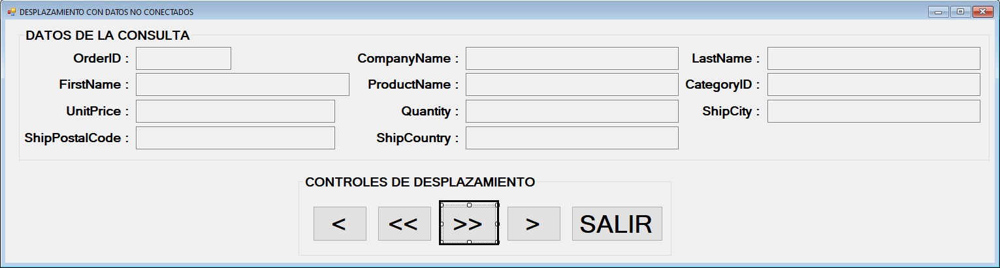 DESPLAZAMIENTO CON DATOS NO CONECTADOS
DATOS DE LA CONSULTA
OrderID : CompanyName : LastName :
FirstName : ProductName : CategoryID :
UnitPrice : Quantity : ShipCity :
ShipPostalCode : ShipCountry :
CONTROLES DE DESPLAZAMIENTO
< << >> > SALIR